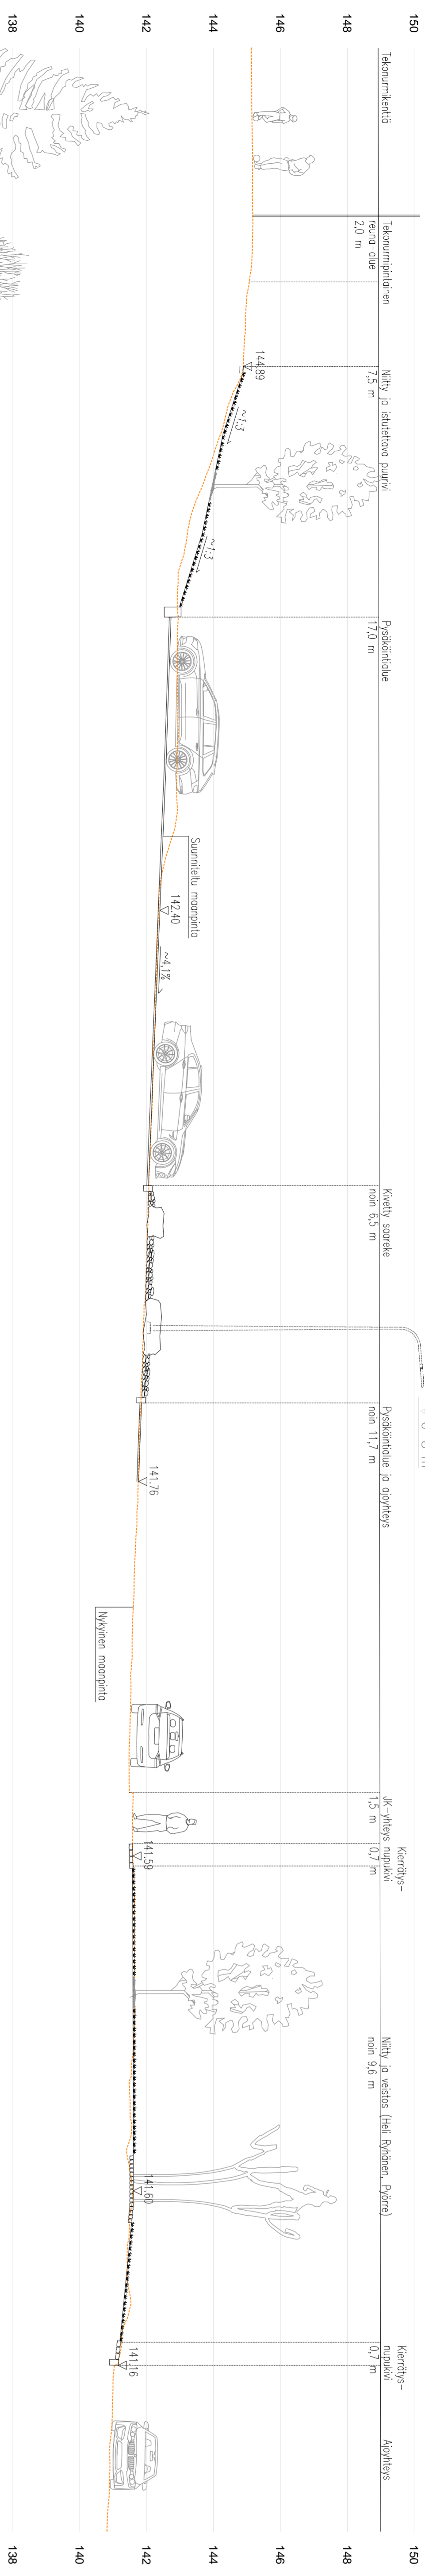 150
148
146
144
142
140
138
Tekonurmikenttä
Tekonurmipintainen
reuna-alue
2,0 m
Niitty ja istutettava puurivi
7,5 m
144.89
~1:3
~1:3
Pysäköintialue
17,0 m
Suunniteltu maanpinta
142.40
~4,1%
Kivetty saareke
noin 6,5 m
Pysäköintialue ja ajoyhteys
noin 11,7 m
141.76
Nykyinen maanpinta
JK-yhteys
1,5 m
Kierrätys-
nupukivi
0,7 m
141.59
Niitty ja veistos (Heli Ryhänen, Pyörre)
noin 9,6 m
141.60
Kierrätys-
nupukivi
0,7 m
141.16
Ajoyhteys
150
148
146
144
142
140
138